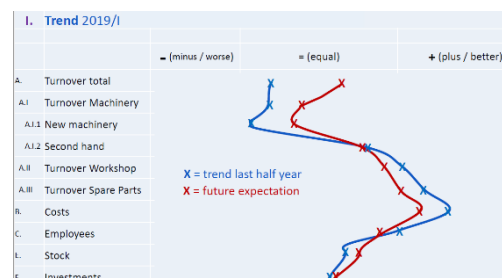 I. Trend 2019/I
- (minus / worse) = (equal) + (plus / better)
A. Turnover total
A.I Turnover Machinery
A.I.1 New machinery
A.I.2 Second hand
A.II Turnover Workshop
X = trend last half year
A.III Turnover Spare Parts
X = future expectation
B. Costs
C. Employees
E. Stock
F. Investments